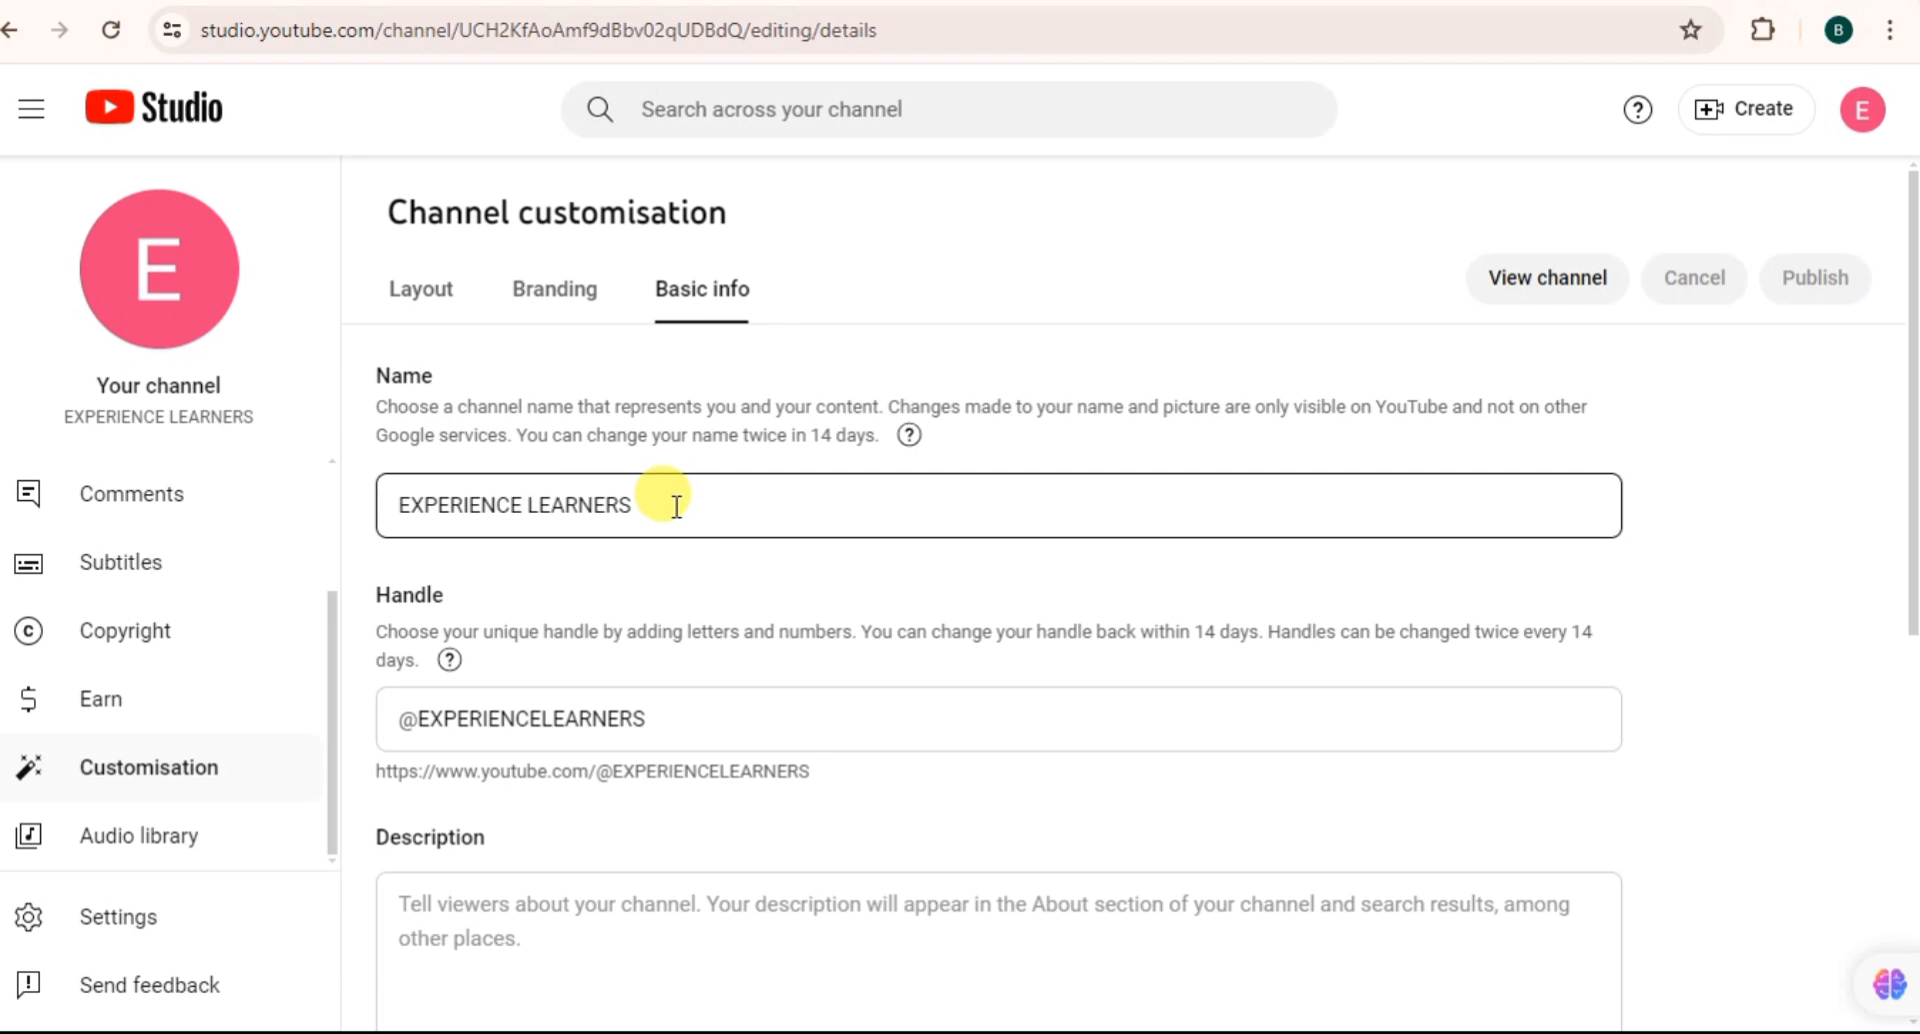 studio.youtube.com/channel/UCH2KfAoAmf9dBbv02qUDBdQ/editing/details
B
Studio
Search across your channel
?
Create
E
E
Your channel
EXPERIENCE LEARNERS
Comments
Subtitles
Copyright
Earn
Customisation
Audio library
Settings
Send feedback
Channel customisation
Layout
Branding
Basic info
View channel
Cancel
Publish
Name
Choose a channel name that represents you and your content. Changes made to your name and picture are only visible on YouTube and not on other
Google services. You can change your name twice in 14 days. ?
EXPERIENCE LEARNERS
Handle
Choose your unique handle by adding letters and numbers. You can change your handle back within 14 days. Handles can be changed twice every 14
days. ?
@EXPERIENCELEARNERS
https://www.youtube.com/@EXPERIENCELEARNERS
Description
Tell viewers about your channel. Your description will appear in the About section of your channel and search results, among
other places.